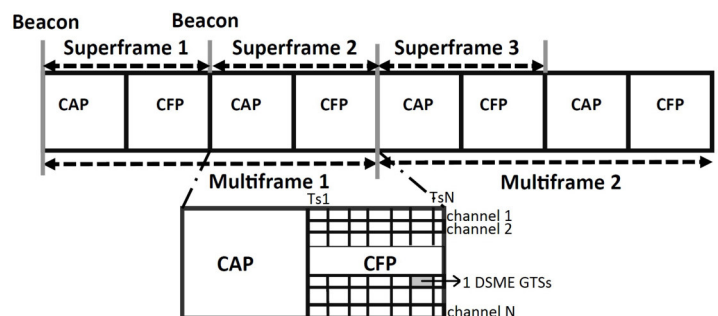 Beacon Beacon
Superframe 1 Superframe 2 Superframe 3
CAP CFP CAP CFP CAP CFP CAP CFP
Multiframe 1 Multiframe 2
Ts1 TsN
channel 1
channel 2
CAP CFP
1 DSME GTSs
channel N